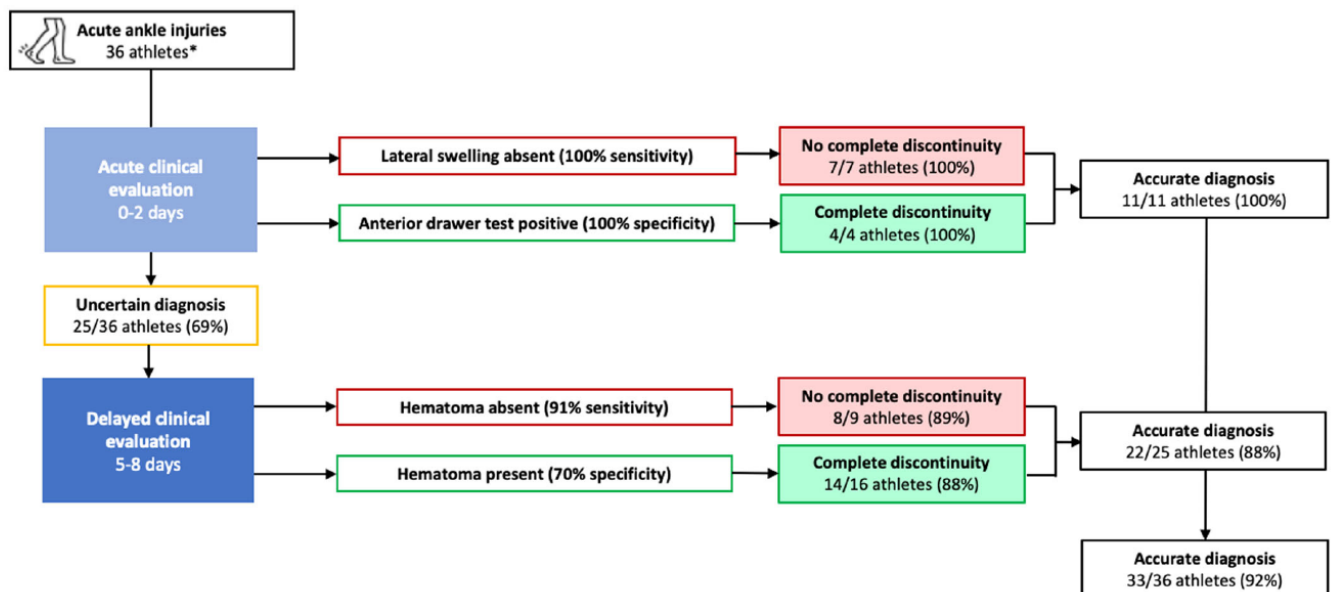 Acute ankle injuries
36 athletes*
Acute clinical
evaluation
0-2 days
Lateral swelling absent (100% sensitivity)
No complete discontinuity
7/7 athletes (100%)
Anterior drawer test positive (100% specificity)
Complete discontinuity
4/4 athletes (100%)
Accurate diagnosis
11/11 athletes (100%)
Uncertain diagnosis
25/36 athletes (69%)
Delayed clinical
evaluation
5-8 days
Hematoma absent (91% sensitivity)
No complete discontinuity
8/9 athletes (89%)
Hematoma present (70% specificity)
Complete discontinuity
14/16 athletes (88%)
Accurate diagnosis
22/25 athletes (88%)
Accurate diagnosis
33/36 athletes (92%)